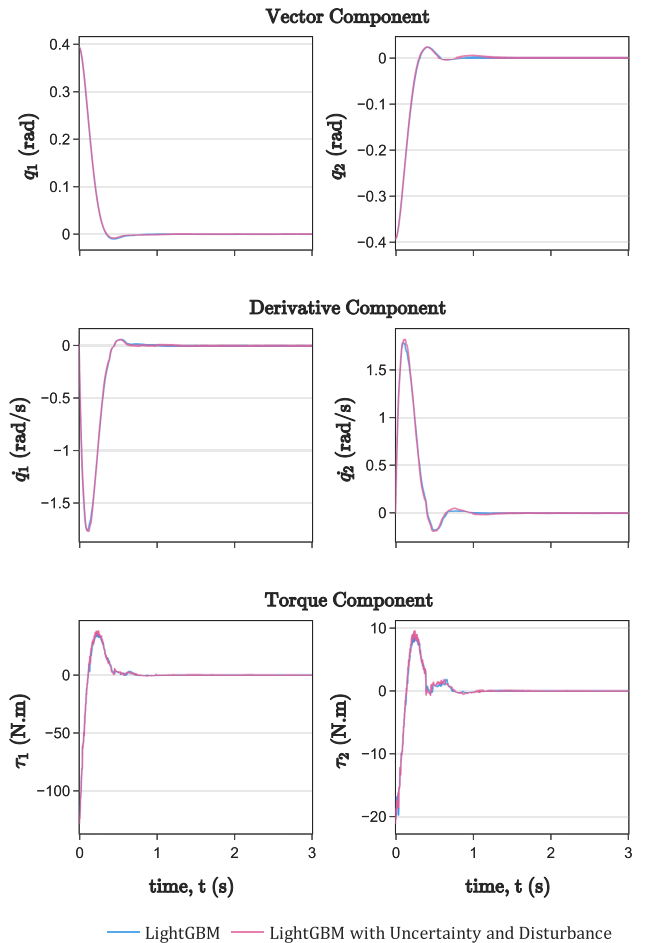 Vector Component
0.4
0.3
0.2
0.1
0
q₁ (rad)
0
−0.1
−0.2
−0.3
−0.4
q₂ (rad)
Derivative Component
0
−0.5
−1
−1.5
q̇₁ (rad/s)
1.5
1
0.5
0
q̇₂ (rad/s)
Torque Component
0
−50
−100
τ₁ (N.m)
10
0
−10
−20
τ₂ (N.m)
0 1 2 3
0 1 2 3
time, t (s)
time, t (s)
LightGBM
LightGBM with Uncertainty and Disturbance